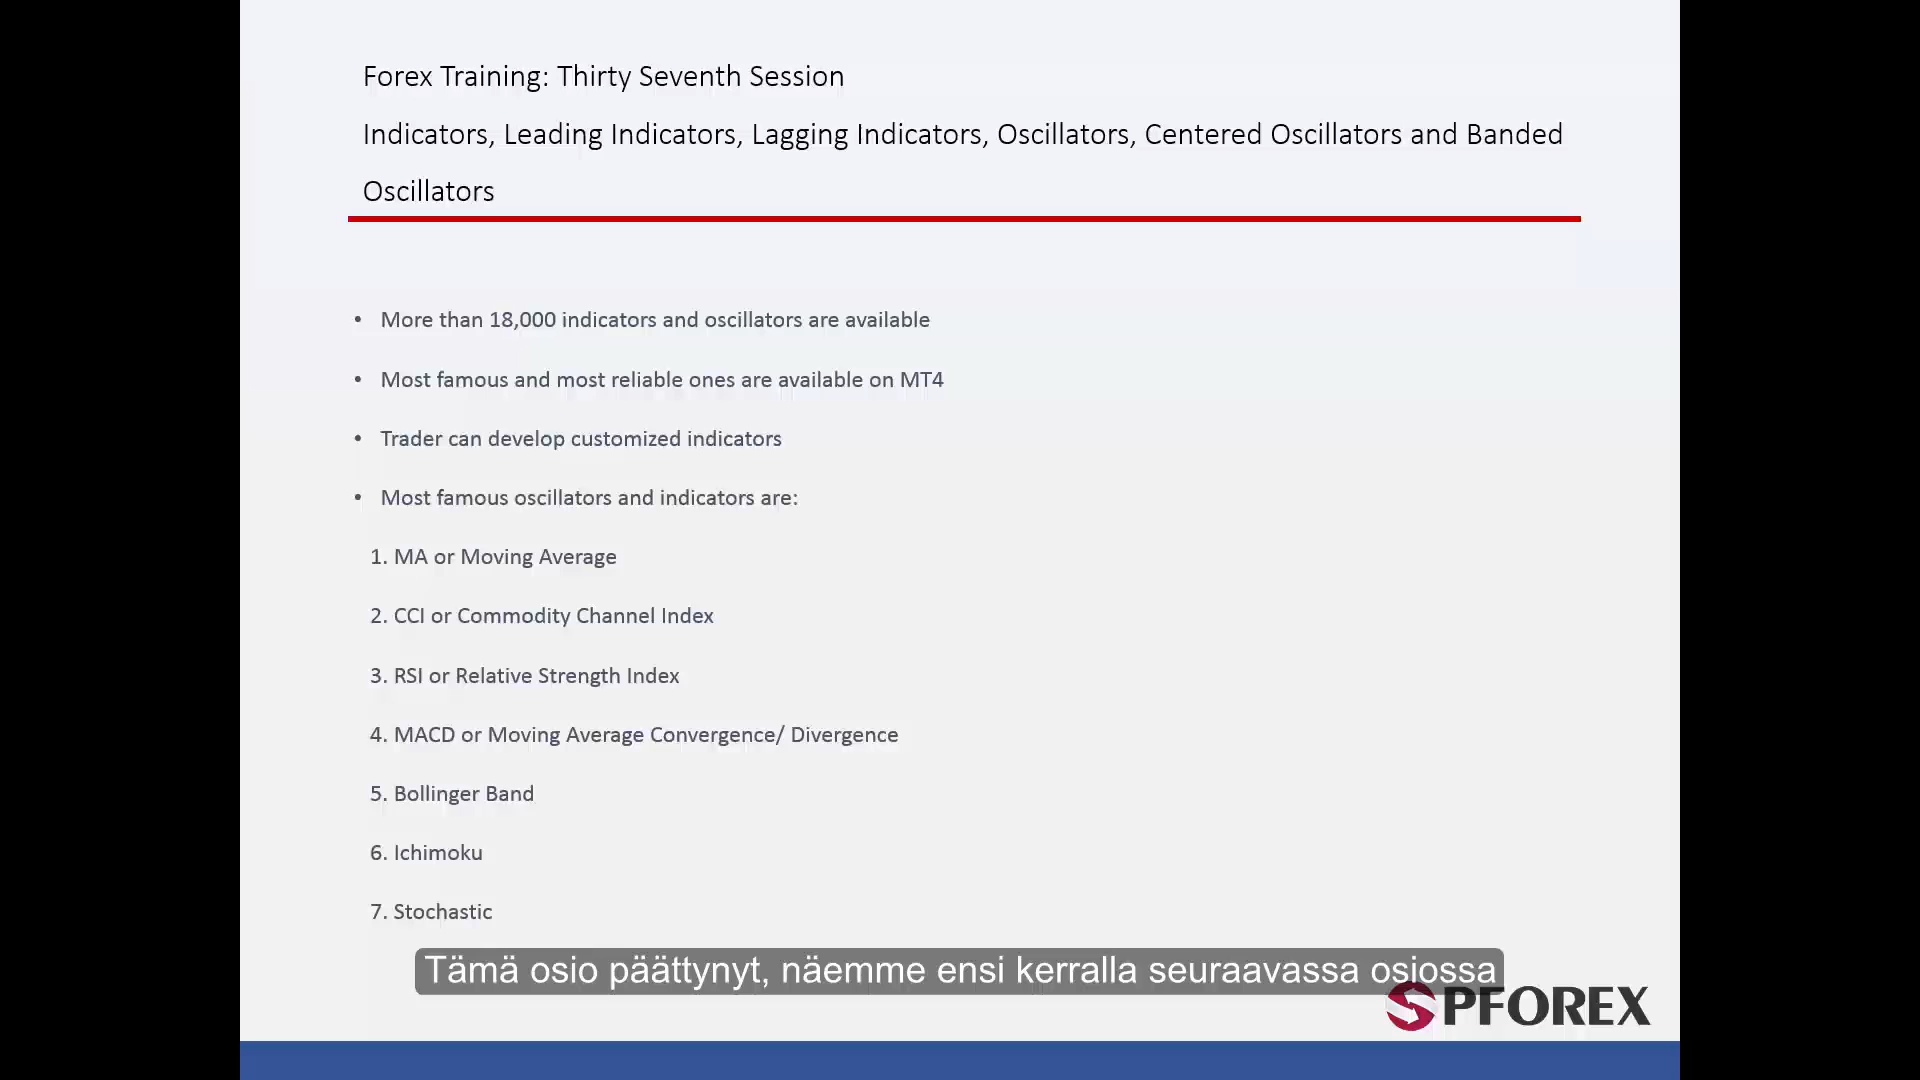 Forex Training: Thirty Seventh Session
Indicators, Leading Indicators, Lagging Indicators, Oscillators, Centered Oscillators and Banded
Oscillators
• More than 18,000 indicators and oscillators are available
• Most famous and most reliable ones are available on MT4
• Trader can develop customized indicators
• Most famous oscillators and indicators are:
1. MA or Moving Average
2. CCI or Commodity Channel Index
3. RSI or Relative Strength Index
4. MACD or Moving Average Convergence/ Divergence
5. Bollinger Band
6. Ichimoku
7. Stochastic
Tämä osio päättynyt, näemme ensi kerralla seuraavassa osiossa
SPFOREX